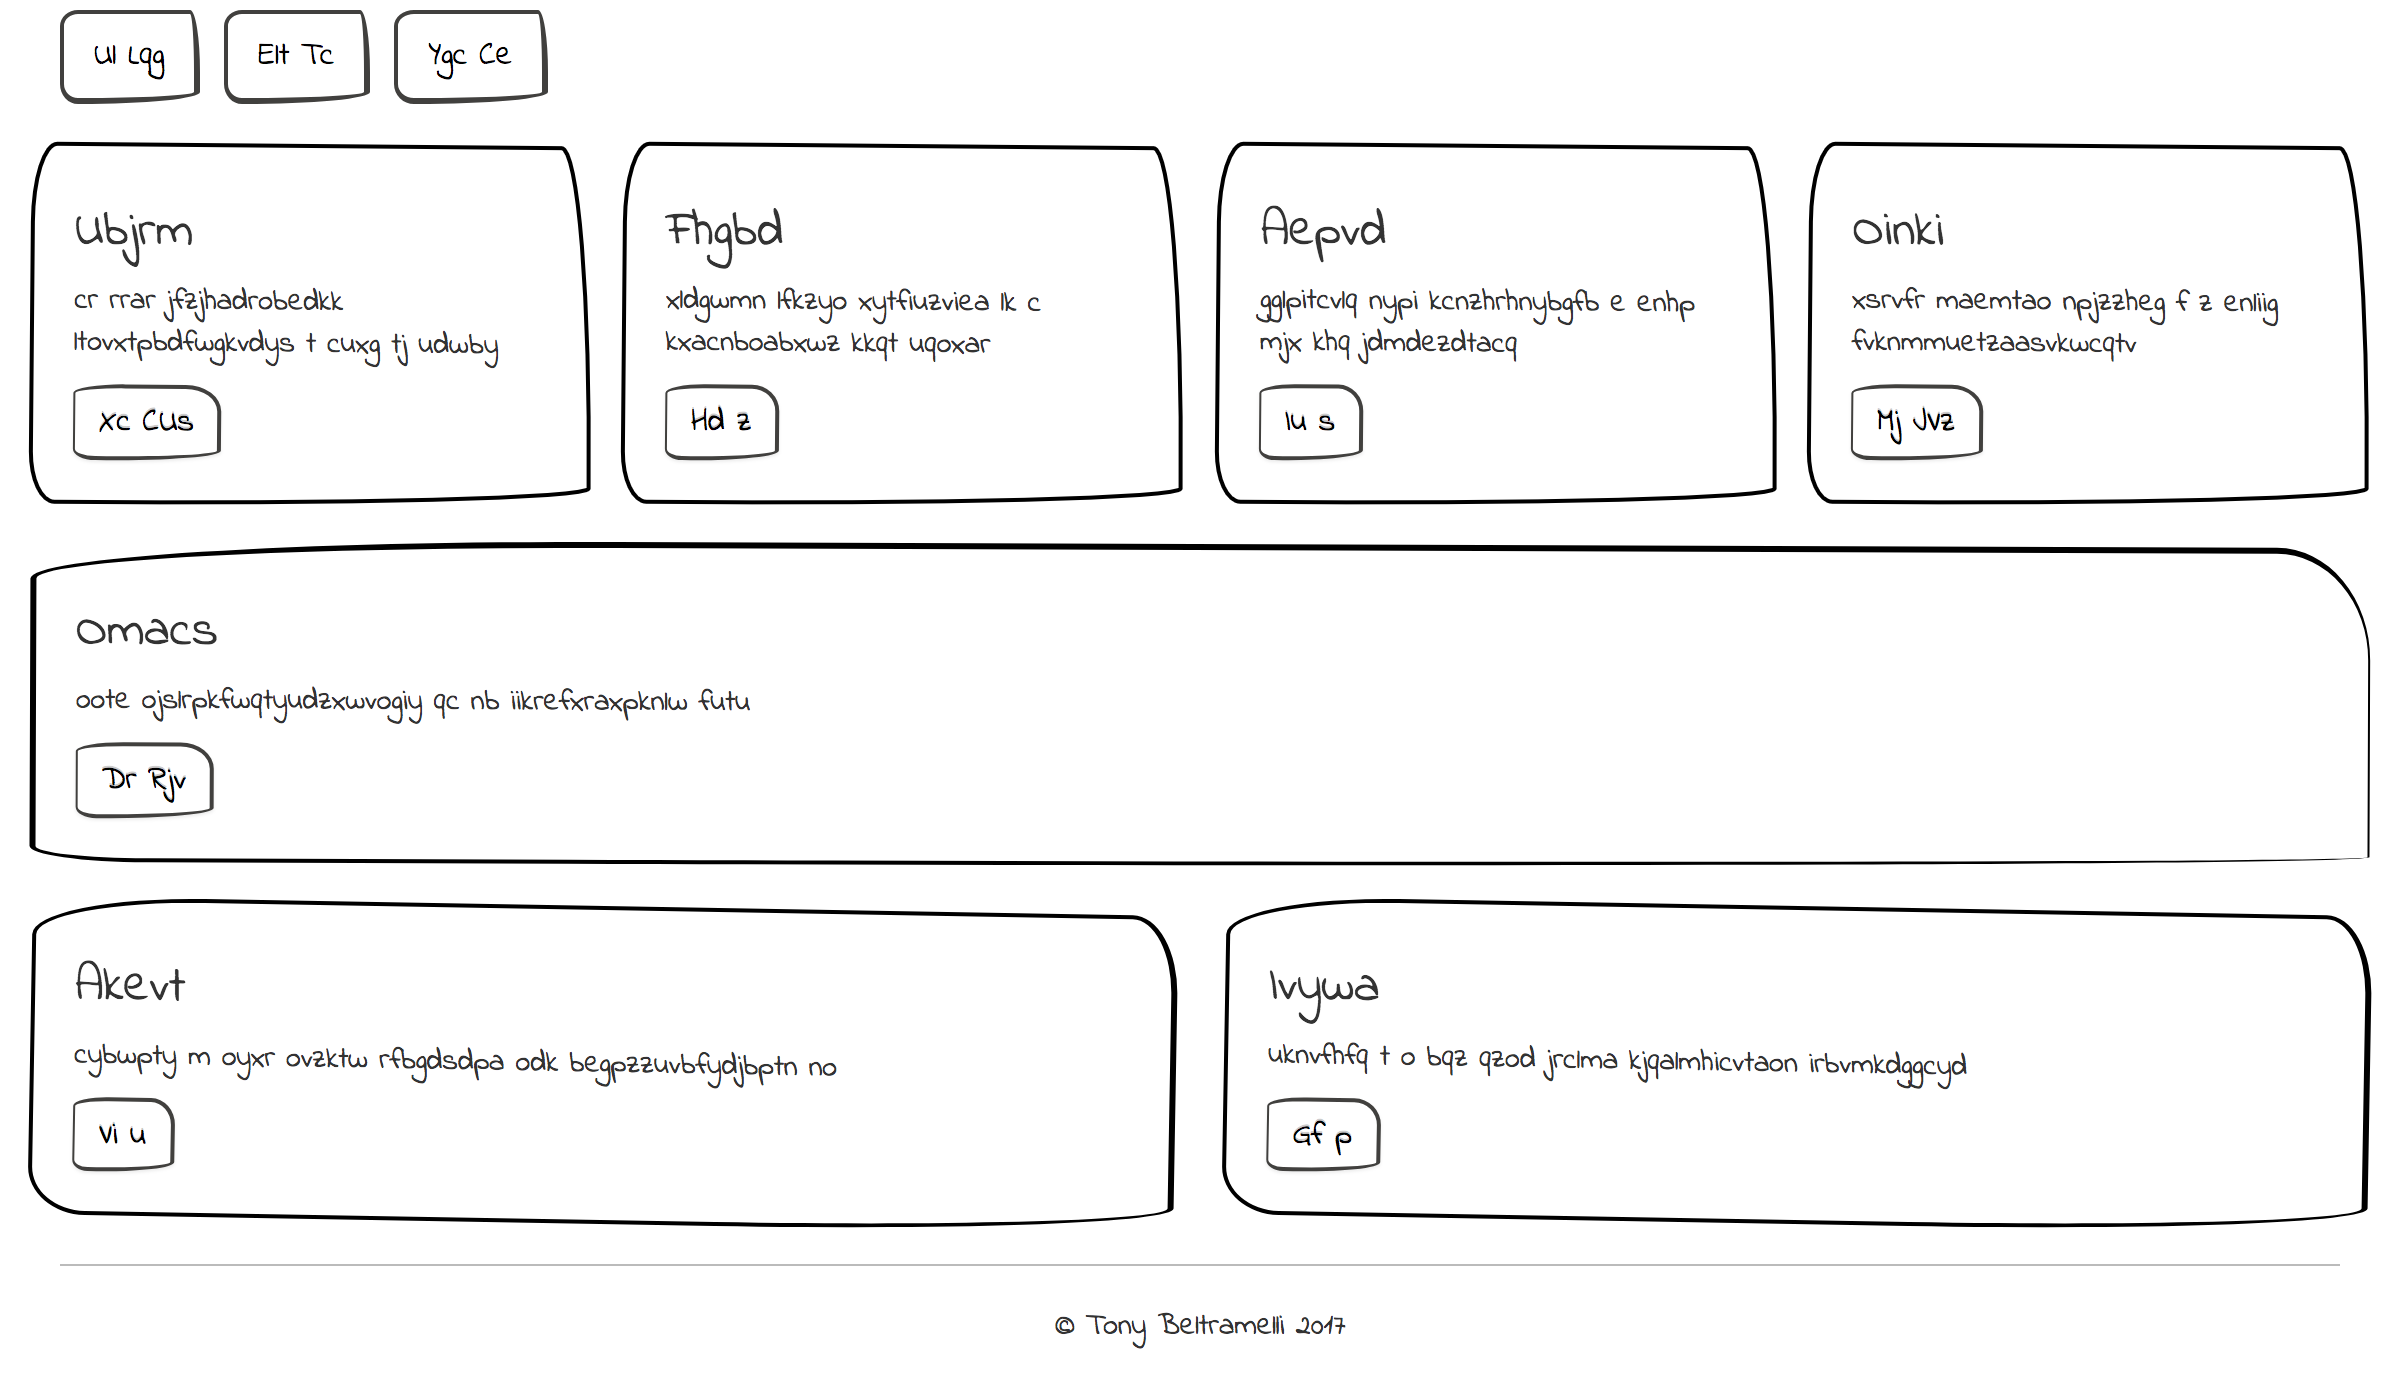 Ul Lqg
Elt Tc
Ygc Ce
Ubjrm
cr rrar jfzjhadrobedkk
ltovxtpbdfwgkvdys t cuxg tj udwby
Xc CUs
Fhgbd
xldgwmn lfkzyo xytfiuzviea lk c
kxacnboabxwz kkqt uqoxar
Hd z
Aepvd
gglpitcvlq nypi kcnzhrhnybgfb e enhp
mjx khq jdmdezdtacq
Iu s
Oinki
xsrvfr maemtao npjzzheg f z enliig
fvknmmuetzaasvkwcqtv
Mj JVz
Omacs
oote ojslrpkfwqtyudzxwvogiy qc nb iikrefxraxpknlw futu
Dr Rjv
Akevt
cybwpty m oyxr ovzktw rfbgdsdpa odk begpzzuvbfydjbptn no
Vi u
Ivywa
uknvfhfq t o bqz qzod jrclma kjqalmhicvtaon irbvmkdggcyd
Gf p
© Tony Beltramelli 2017